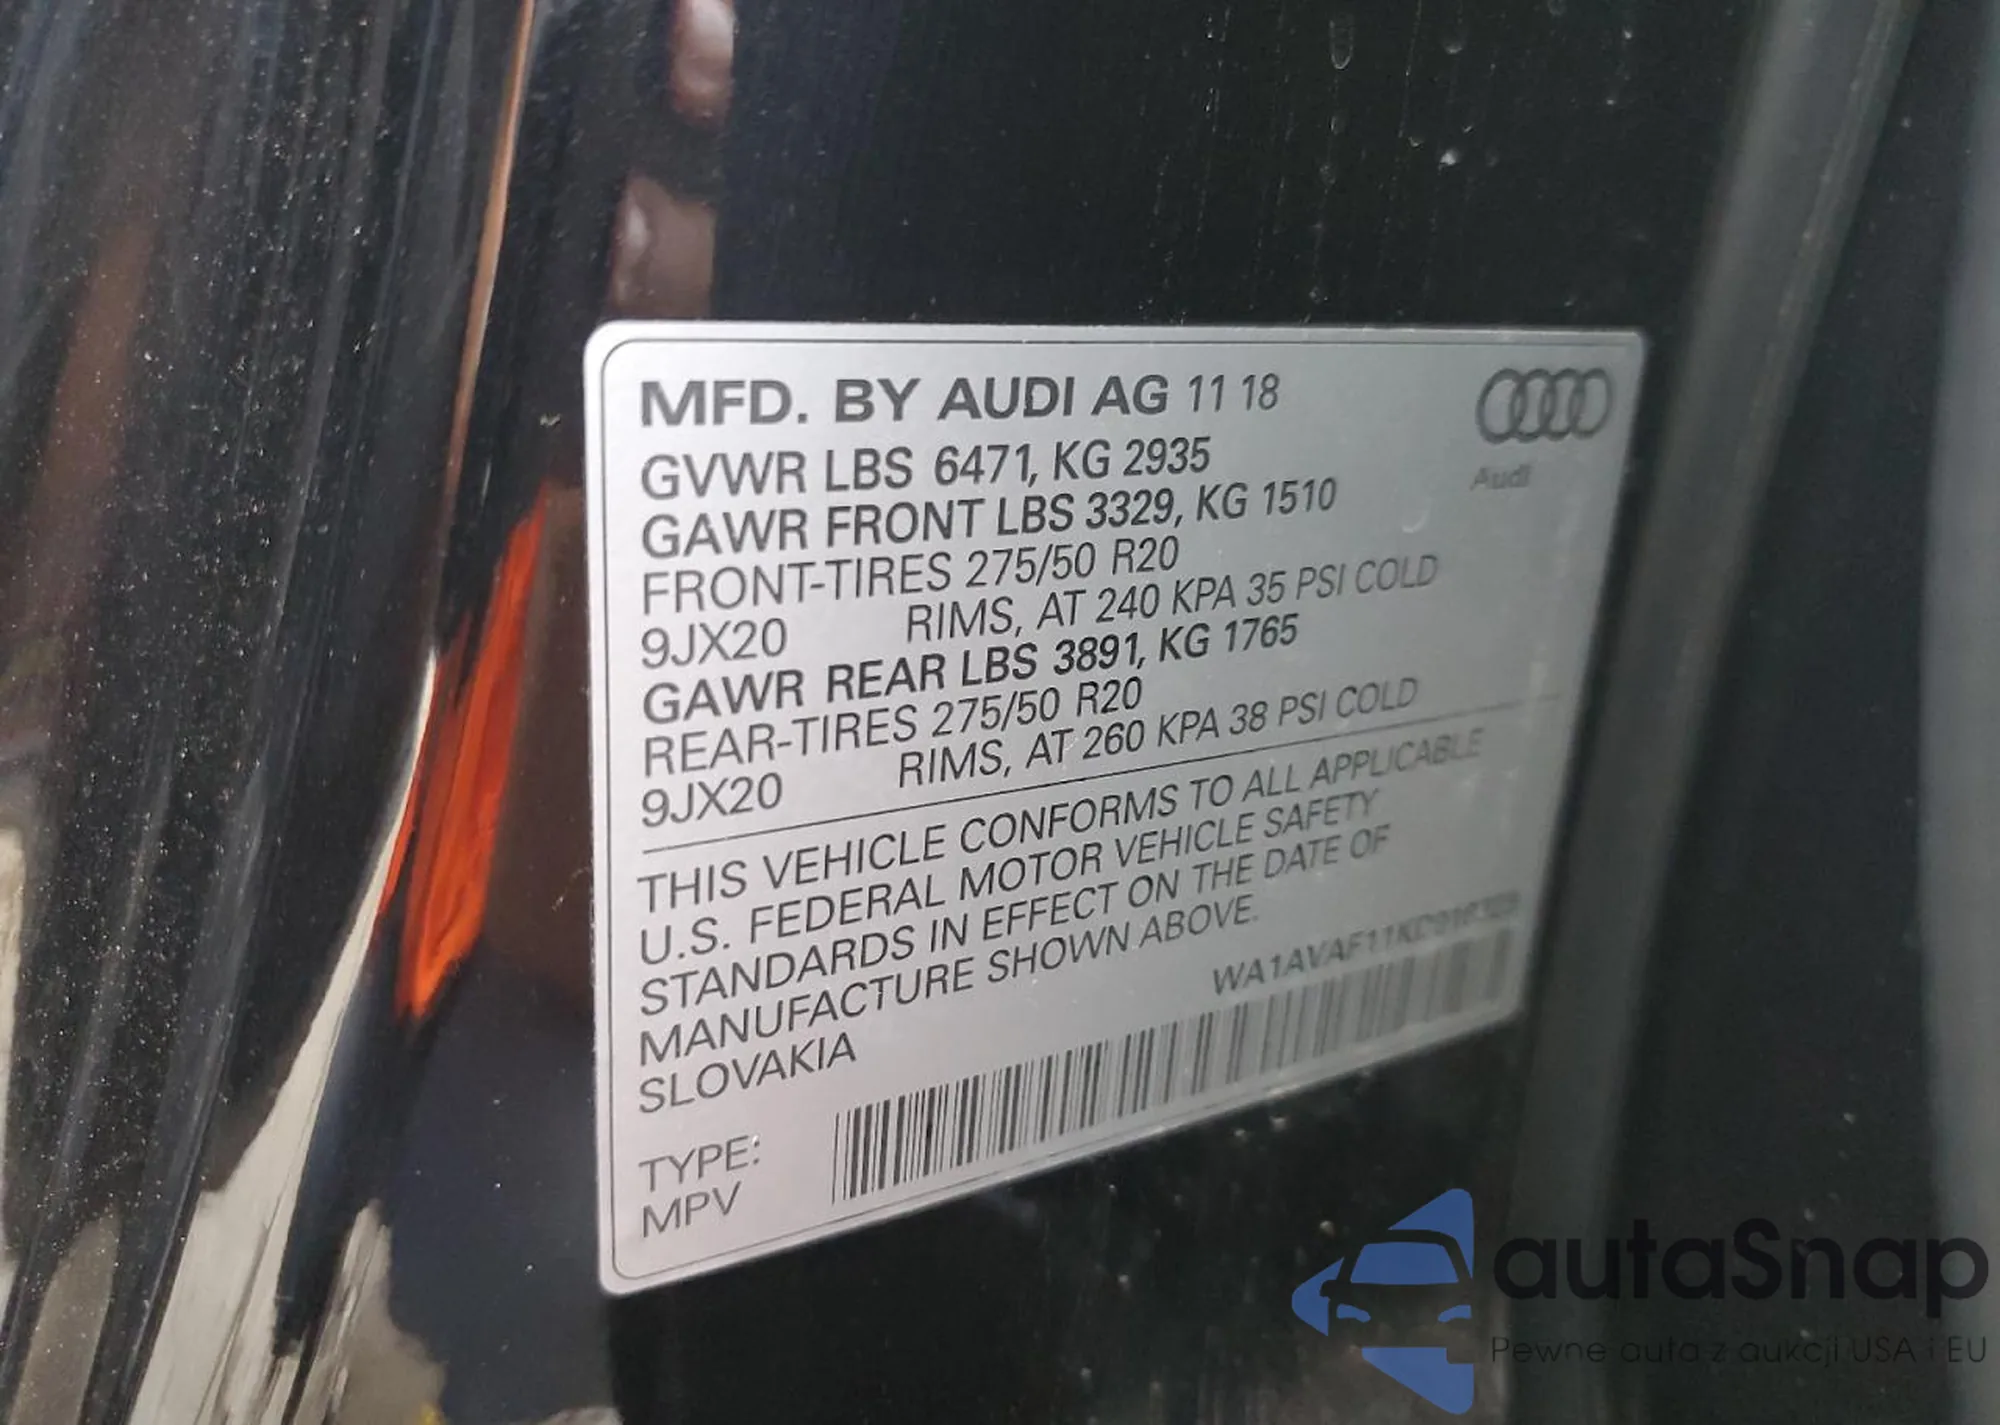 MFD. BY AUDI AG 11 18
Audi
GVWR LBS 6471, KG 2935
GAWR FRONT LBS 3329, KG 1510
FRONT-TIRES 275/50 R20
9JX20 RIMS, AT 240 KPA 35 PSI COLD
GAWR REAR LBS 3891, KG 1765
REAR-TIRES 275/50 R20
9JX20 RIMS, AT 260 KPA 38 PSI COLD
THIS VEHICLE CONFORMS TO ALL APPLICABLE
U.S. FEDERAL MOTOR VEHICLE SAFETY
STANDARDS IN EFFECT ON THE DATE OF
MANUFACTURE SHOWN ABOVE.
SLOVAKIA
TYPE:
MPV
autaSnap
Pewne auta z aukcji USA i EU